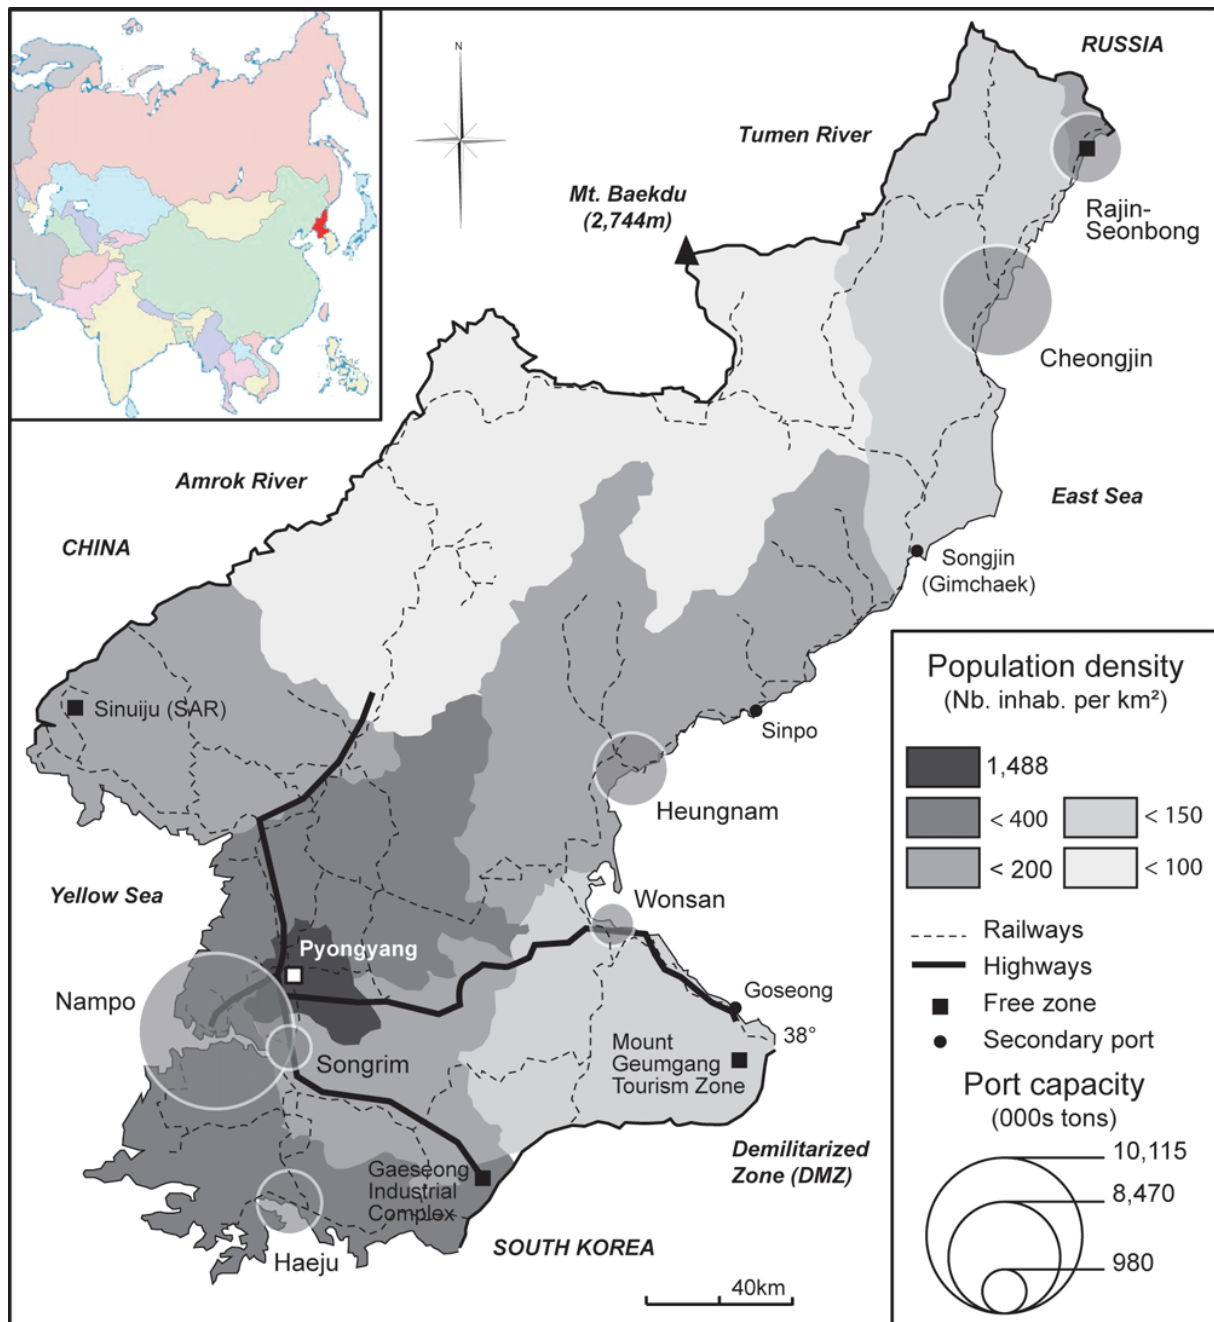 N
RUSSIA
Tumen River
Mt. Baekdu
(2,744m)
Rajin-
Seonbong
Cheongjin
Amrok River
East Sea
CHINA
Songjin
(Gimchaek)
Sinuiju (SAR)
Sinpo
Heungnam
Yellow Sea
Wonsan
Pyongyang
Nampo
Goseong
38°
Songrim
Mount
Geumgang
Tourism Zone
Demilitarized
Zone (DMZ)
Gaeseong
Industrial
Complex
SOUTH KOREA
Haeju
40km
Population density
(Nb. inhab. per km²)
1,488
< 400
< 150
< 200
< 100
Railways
Highways
Free zone
Secondary port
Port capacity
(000s tons)
10,115
8,470
980